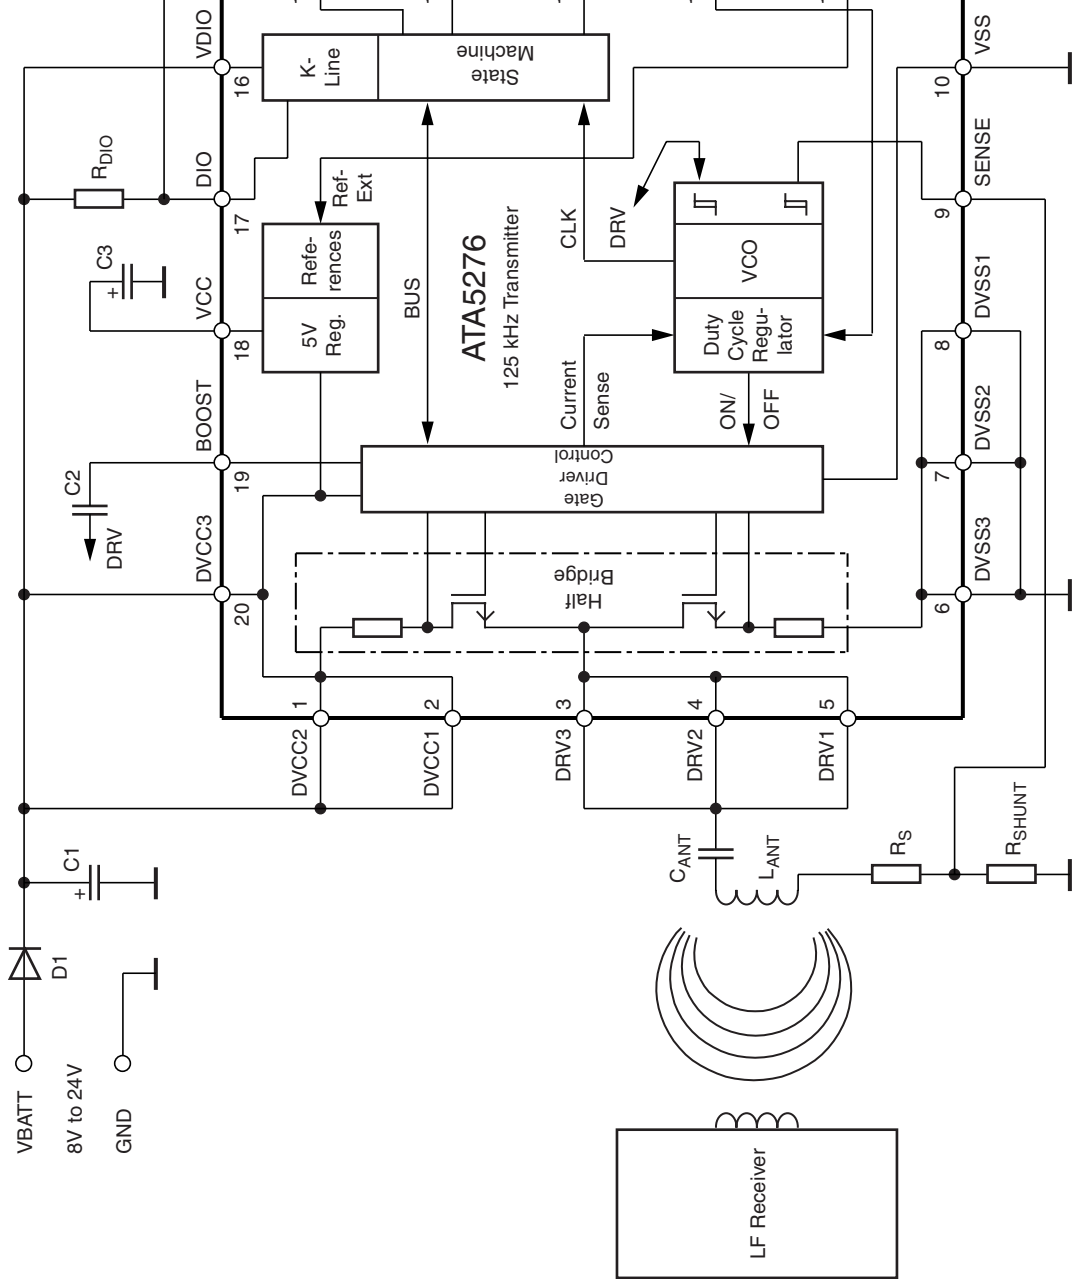 VBATT
8V to 24V
GND
D1
C1
+
C2
DRV
C3
+
RDIO
DVCC3
20
BOOST
19
VCC
18
DIO
17
VDIO
16
DVCC2
1
DVCC1
2
DRV3
3
DRV2
4
DRV1
5
DVSS3
6
DVSS2
7
DVSS1
8
SENSE
9
VSS
10
K-
Line
State
Machine
5V
Reg.
Refe-
rences
Ref-
Ext
BUS
ATA5276
125 kHz Transmitter
CLK
DRV
VCO
Duty
Cycle
Regu-
lator
Current
Sense
ON/
OFF
Gate
Driver
Control
Half
Bridge
CANT
LANT
RS
RSHUNT
LF Receiver